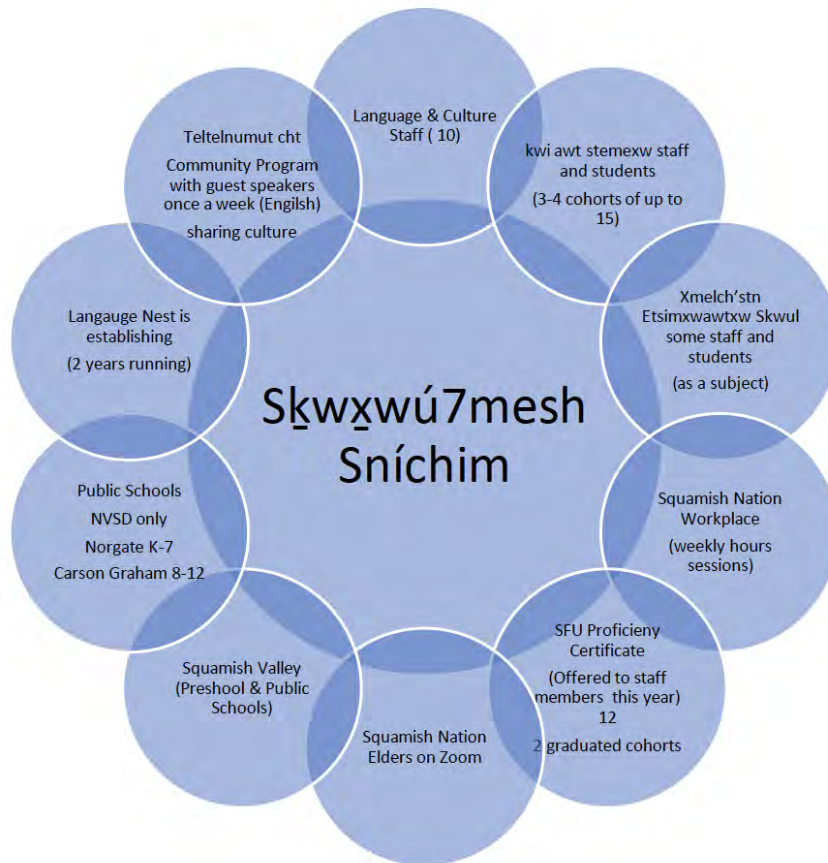 Language & Culture
Staff ( 10)
kwi awt stemexw staff
and students
(3-4 cohorts of up to
15)
Xmelch'stn
Etsimxwawtxw Skwul
some staff and
students
(as a subject)
Squamish Nation
Workplace
(weekly hours
sessions)
SFU Proficieny
Certificate
(Offered to staff
members this year)
12
2 graduated cohorts
Squamish Nation
Elders on Zoom
Squamish Valley
(Preshool & Public
Schools)
Public Schools
NVSD only
Norgate K-7
Carson Graham 8-12
Langauge Nest is
establishing
(2 years running)
Teltelnumut cht
Community Program
with guest speakers
once a week (Engilsh)
sharing culture
Sḵwx̱wú7mesh
Sníchim